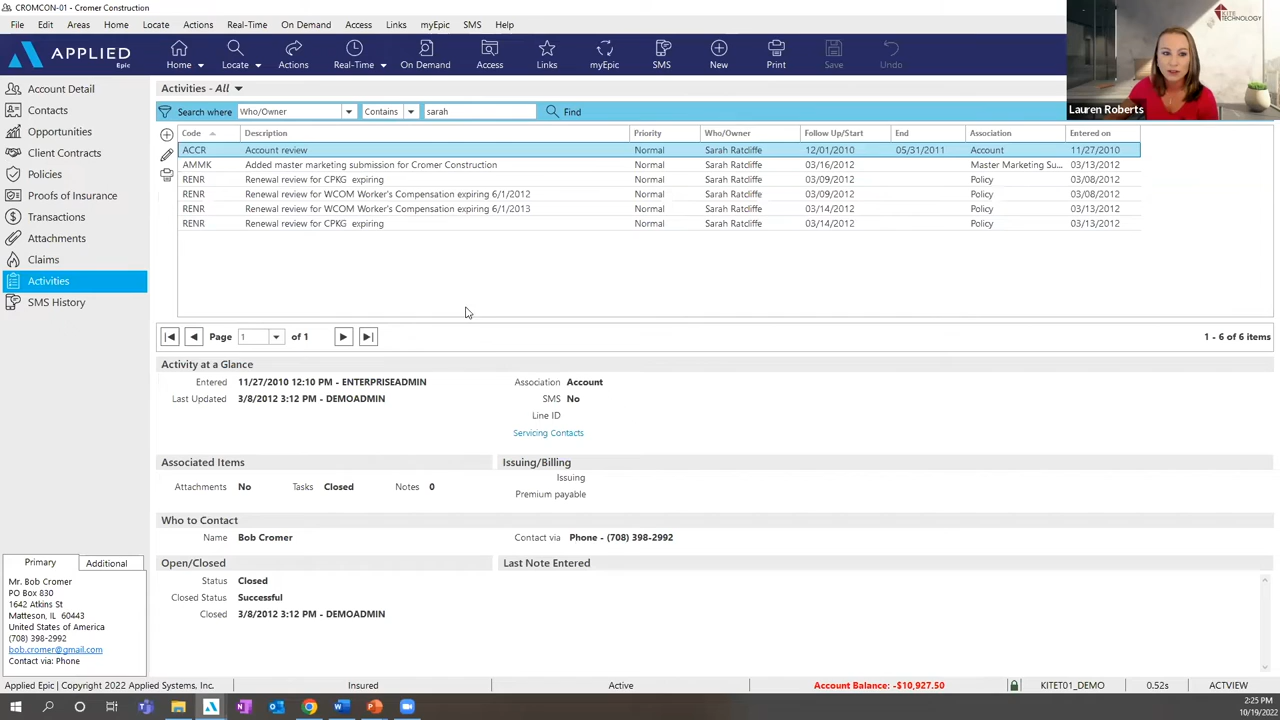 CROMCON-01 - Cromer Construction
File Edit Areas Home Locate Actions Real-Time On Demand Access Links myEpic SMS Help
KITE TECHNOLOGY
APPLIED Epic
Home Locate Actions Real-Time On Demand Access Links myEpic SMS New Print Save Undo
Lauren Roberts
Account Detail
Contacts
Opportunities
Client Contracts
Policies
Proofs of Insurance
Transactions
Attachments
Claims
Activities
SMS History
Activities - All
Search where Who/Owner Contains sarah Find
Code Description Priority Who/Owner Follow Up/Start End Association Entered on
ACCR Account review Normal Sarah Ratcliffe 12/01/2010 05/31/2011 Account 11/27/2010
AMMK Added master marketing submission for Cromer Construction Normal Sarah Ratcliffe 03/16/2012 Master Marketing Su... 03/13/2012
RENR Renewal review for CPKG expiring Normal Sarah Ratcliffe 03/09/2012 Policy 03/08/2012
RENR Renewal review for WCOM Worker's Compensation expiring 6/1/2012 Normal Sarah Ratcliffe 03/09/2012 Policy 03/08/2012
RENR Renewal review for WCOM Worker's Compensation expiring 6/1/2013 Normal Sarah Ratcliffe 03/14/2012 Policy 03/13/2012
RENR Renewal review for CPKG expiring Normal Sarah Ratcliffe 03/14/2012 Policy 03/13/2012
Page 1 of 1 1 - 6 of 6 items
Activity at a Glance
Entered 11/27/2010 12:10 PM - ENTERPRISEADMIN Association Account
Last Updated 3/8/2012 3:12 PM - DEMOADMIN SMS No
Line ID
Servicing Contacts
Associated Items Issuing/Billing
Issuing
Attachments No Tasks Closed Notes 0
Premium payable
Who to Contact
Name Bob Cromer Contact via Phone - (708) 398-2992
Open/Closed Last Note Entered
Status Closed
Closed Status Successful
Closed 3/8/2012 3:12 PM - DEMOADMIN
Primary Additional
Mr. Bob Cromer
PO Box 830
1642 Atkins St
Matteson, IL 60443
United States of America
(708) 398-2992
bob.cromer@gmail.com
Contact via: Phone
Applied Epic | Copyright 2022 Applied Systems, Inc. Insured Active Account Balance: -$10,927.50 KITET01_DEMO 0.52s ACTVIEW
2:25 PM
10/19/2022